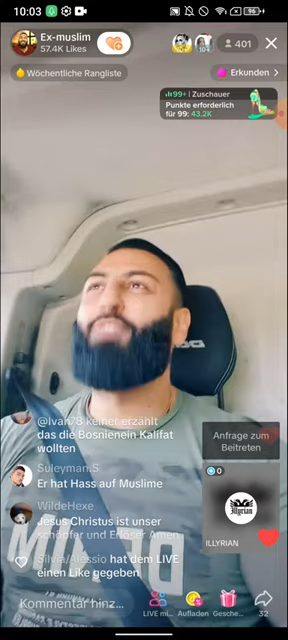 10:03
96
Ex-muslim
57.4K Likes
401
Wöchentliche Rangliste
Erkunden >
99+ | Zuschauer
Punkte erforderlich
für 99: 43.2K
@Ivan78 keiner erzählt
das die Bosnienein Kalifat
wollten
Suleyman.S
Er hat Hass auf Muslime
WildeHexe
Jesus Christus ist unser
schöpfer und Erlöser Amen
Silvia/Alessio hat dem LIVE
einen Like gegeben
Anfrage zum
Beitreten
0
Illyrian
ILLYRIAN
Kommentar hinz...
LIVE mi...
Aufladen
Gesche...
32